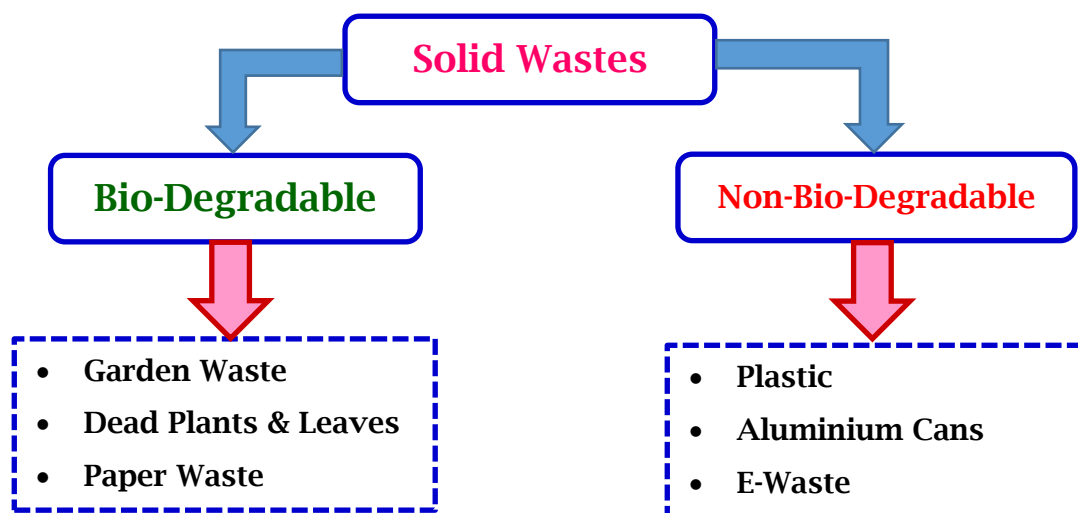 Solid Wastes
Bio-Degradable
Non-Bio-Degradable
• Garden Waste
• Dead Plants & Leaves
• Paper Waste
• Plastic
• Aluminium Cans
• E-Waste